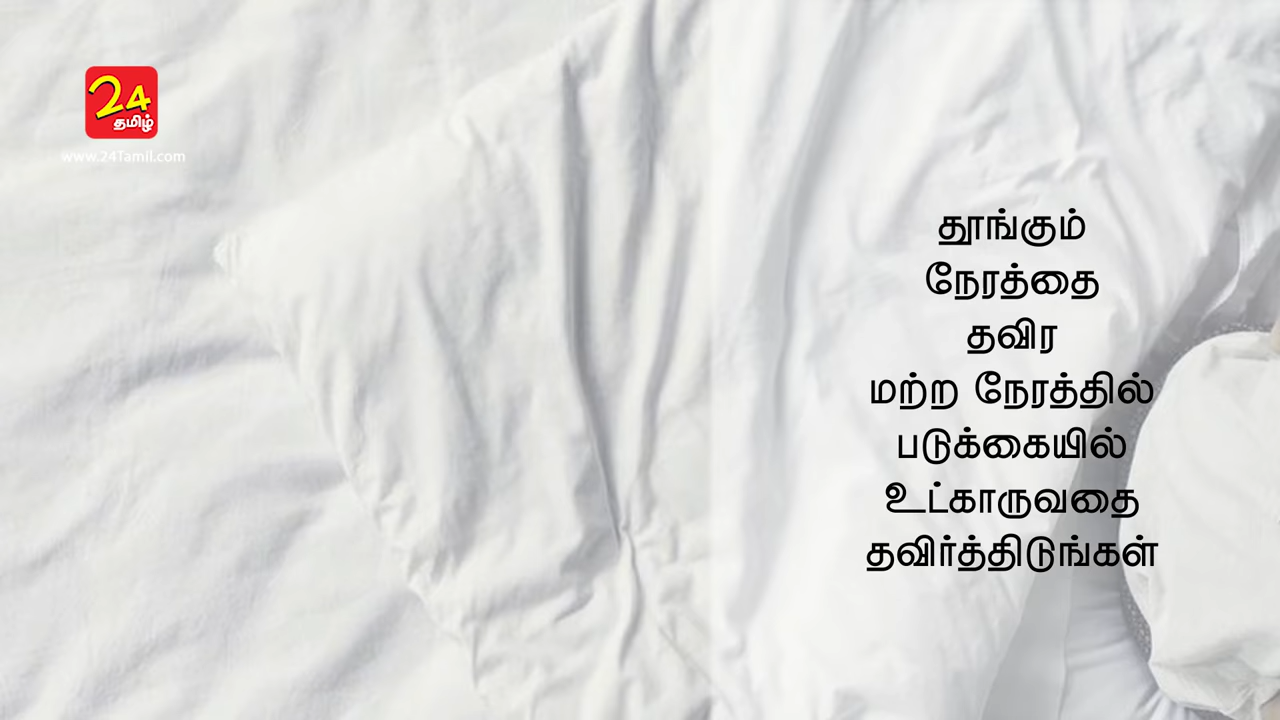 24
தமிழ்
www.24Tamil.com
தூங்கும்
நேரத்தை
தவிர
மற்ற நேரத்தில்
படுக்கையில்
உட்காருவதை
தவிர்த்திடுங்கள்